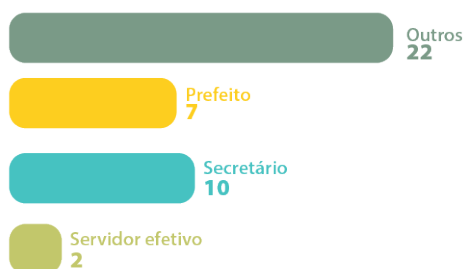 Outros
22
Prefeito
7
Secretário
10
Servidor efetivo
2